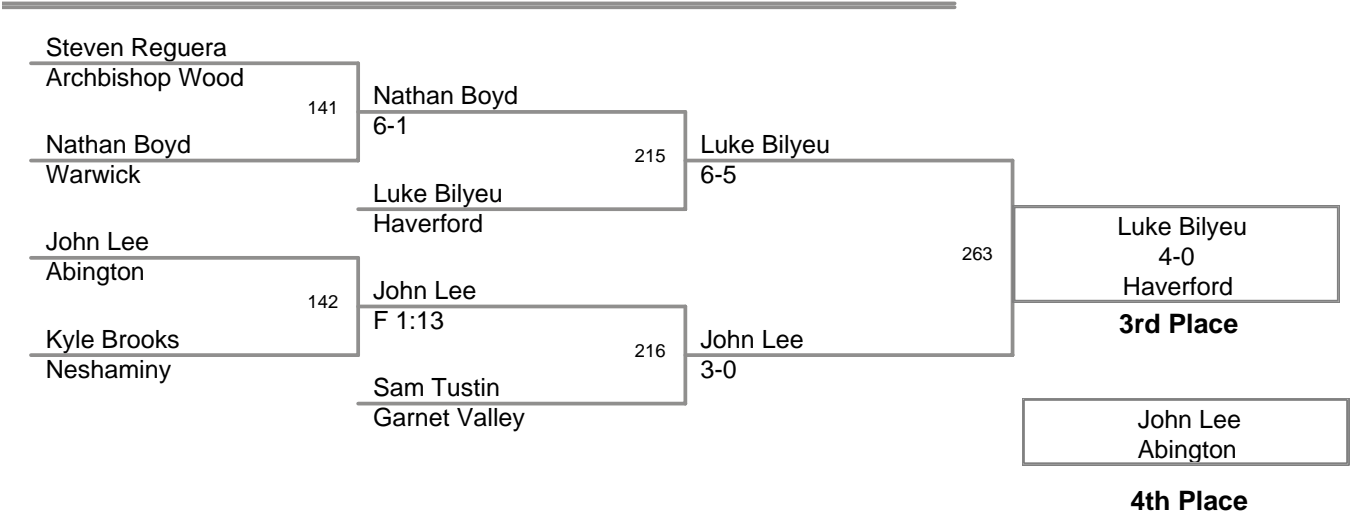 Steven Reguera
Archbishop Wood
141
Nathan Boyd
Warwick
John Lee
Abington
142
Kyle Brooks
Neshaminy
Nathan Boyd
6-1
215
Luke Bilyeu
Haverford
John Lee
F 1:13
216
Sam Tustin
Garnet Valley
Luke Bilyeu
6-5
263
John Lee
3-0
Luke Bilyeu
4-0
Haverford
3rd Place
John Lee
Abington
4th Place